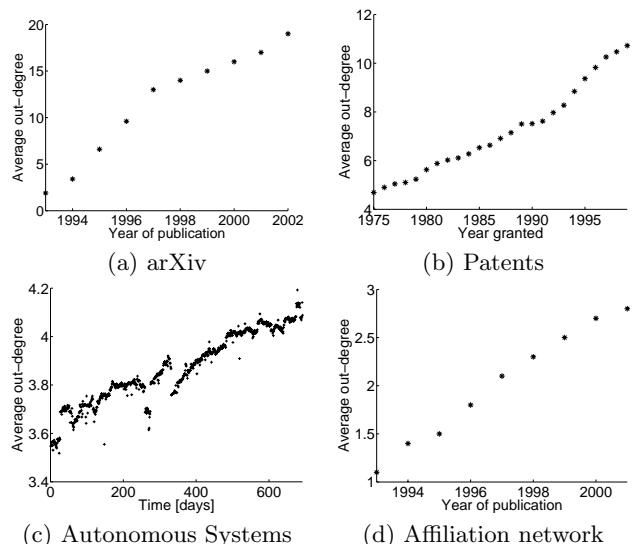 20
15
10
5
0
Average out–degree
1994 1996 1998 2000 2002
Year of publication
(a) arXiv
12
10
8
6
4
Average out–degree
1975 1980 1985 1990 1995
Year granted
(b) Patents
4.2
4
3.8
3.6
3.4
Average out–degree
0 200 400 600
Time [days]
(c) Autonomous Systems
3
2.5
2
1.5
1
Average out–degree
1994 1996 1998 2000
Year of publication
(d) Affiliation network